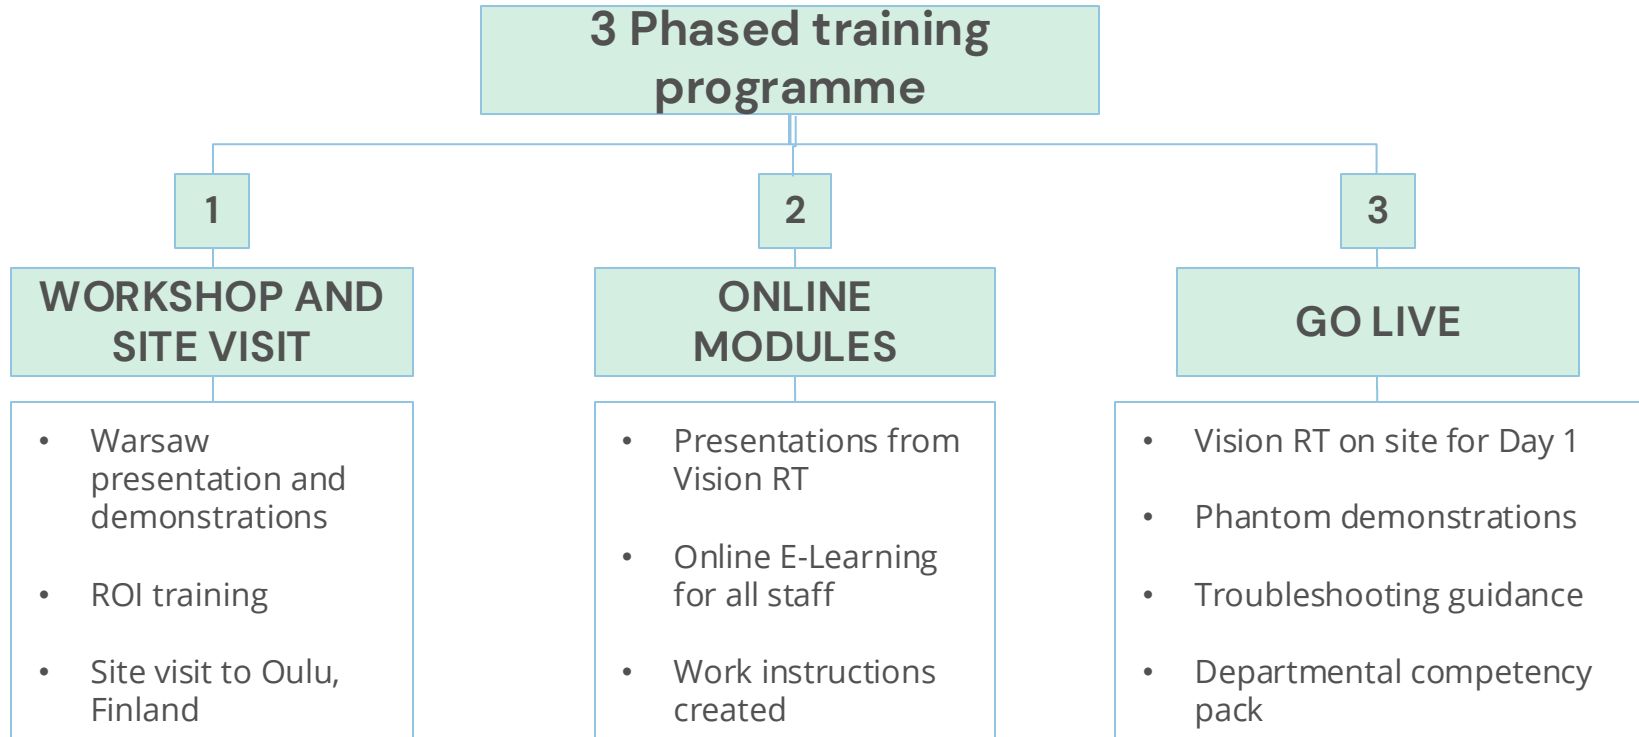 3 Phased training
programme
1
2
3
WORKSHOP AND
SITE VISIT
ONLINE
MODULES
GO LIVE
• Warsaw
presentation and
demonstrations
• ROI training
• Site visit to Oulu,
Finland
• Presentations from
Vision RT
• Online E-Learning
for all staff
• Work instructions
created
• Vision RT on site for Day 1
• Phantom demonstrations
• Troubleshooting guidance
• Departmental competency
pack